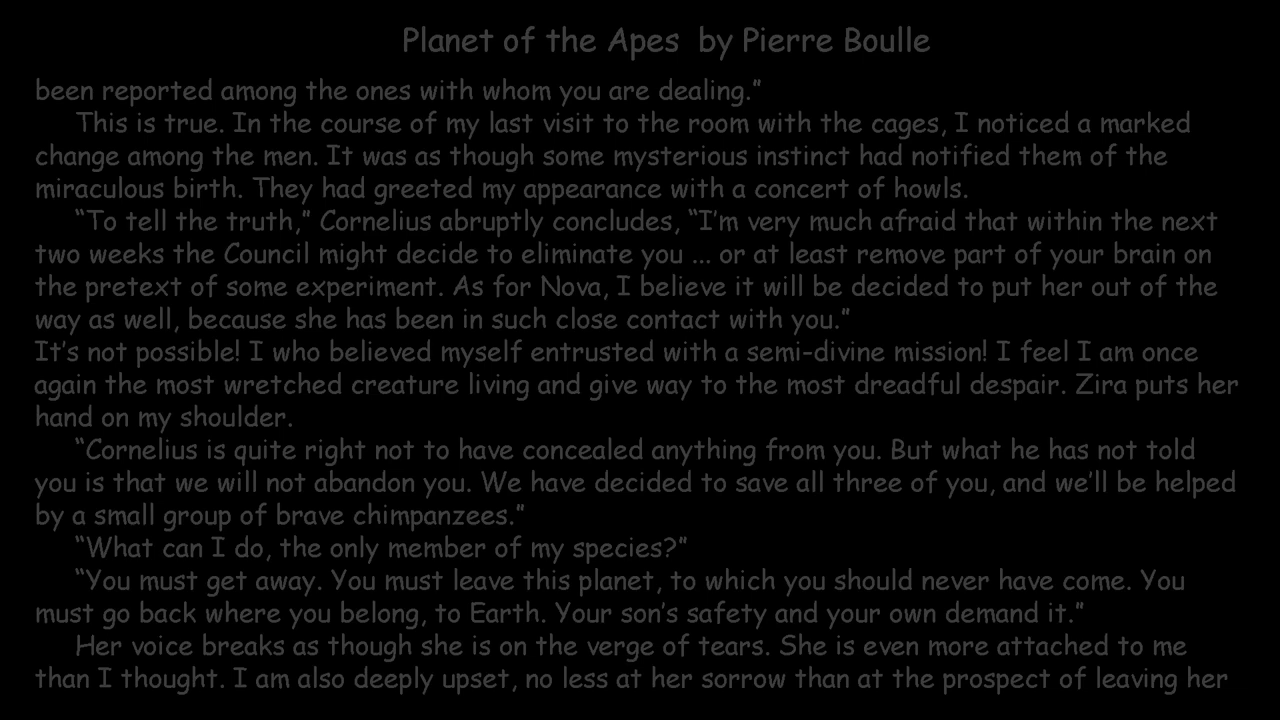 Planet of the Apes  by Pierre Boulle
been reported among the ones with whom you are dealing.”
This is true. In the course of my last visit to the room with the cages, I noticed a marked
change among the men. It was as though some mysterious instinct had notified them of the
miraculous birth. They had greeted my appearance with a concert of howls.
“To tell the truth,” Cornelius abruptly concludes, “I’m very much afraid that within the next
two weeks the Council might decide to eliminate you ... or at least remove part of your brain on
the pretext of some experiment. As for Nova, I believe it will be decided to put her out of the
way as well, because she has been in such close contact with you.”
It’s not possible! I who believed myself entrusted with a semi-divine mission! I feel I am once
again the most wretched creature living and give way to the most dreadful despair. Zira puts her
hand on my shoulder.
“Cornelius is quite right not to have concealed anything from you. But what he has not told
you is that we will not abandon you. We have decided to save all three of you, and we’ll be helped
by a small group of brave chimpanzees.”
“What can I do, the only member of my species?”
“You must get away. You must leave this planet, to which you should never have come. You
must go back where you belong, to Earth. Your son’s safety and your own demand it.”
Her voice breaks as though she is on the verge of tears. She is even more attached to me
than I thought. I am also deeply upset, no less at her sorrow than at the prospect of leaving her